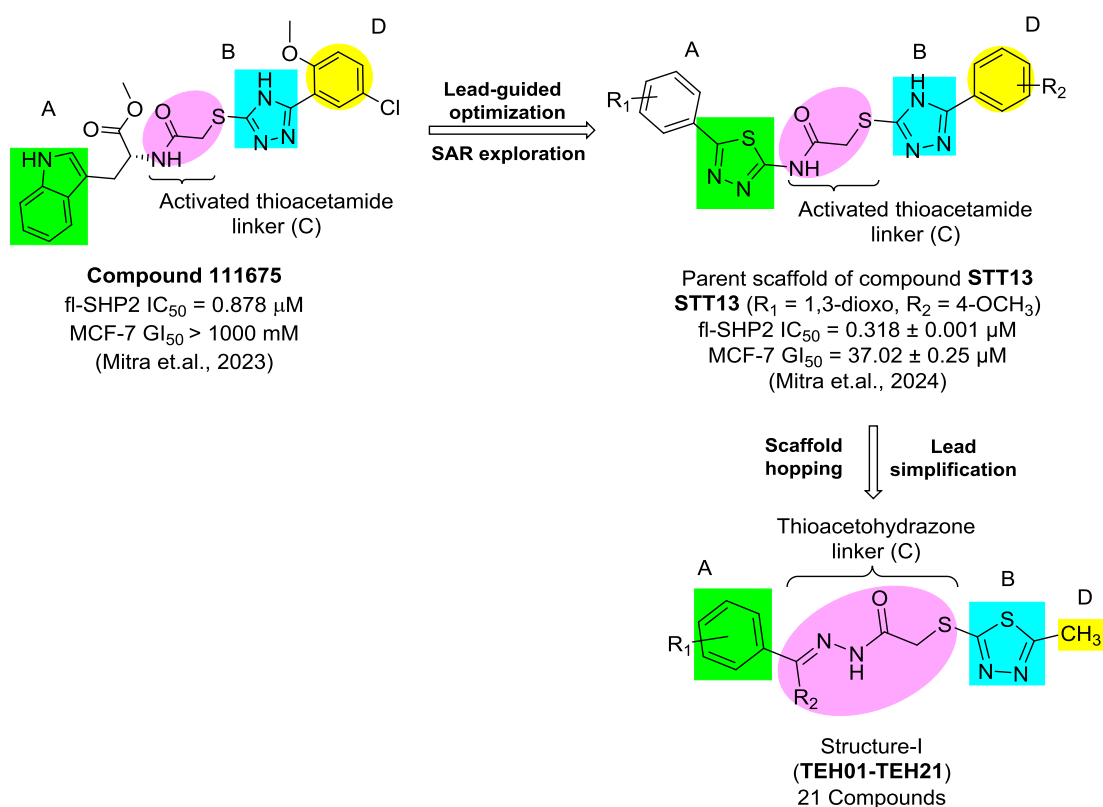 A
B
D
O
H
N
Cl
O
O
O
S
N
N
HN
NH
Activated thioacetamide
linker (C)
Compound 111675
fl-SHP2 IC50 = 0.878 μM
MCF-7 GI50 > 1000 mM
(Mitra et.al., 2023)
Lead-guided
optimization
SAR exploration
A
B
D
R1
S
N
N
NH
O
S
H
N
N
N
R2
Activated thioacetamide
linker (C)
Parent scaffold of compound STT13
STT13 (R1 = 1,3-dioxo, R2 = 4-OCH3)
fl-SHP2 IC50 = 0.318 ± 0.001 µM
MCF-7 GI50 = 37.02 ± 0.25 µM
(Mitra et.al., 2024)
Scaffold
hopping
Lead
simplification
Thioacetohydrazone
linker (C)
A
B
D
R1
R2
N
N
H
O
S
S
N
N
CH3
Structure-I
(TEH01-TEH21)
21 Compounds